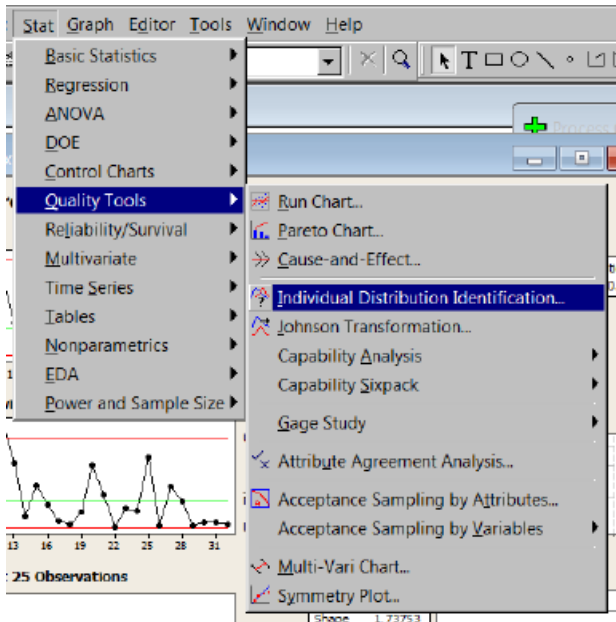 Stat Graph Editor Tools Window Help
Basic Statistics
Regression
ANOVA
DOE
Control Charts
Quality Tools
Reliability/Survival
Multivariate
Time Series
Tables
Nonparametrics
EDA
Power and Sample Size
Process
Run Chart...
Pareto Chart...
Cause-and-Effect...
Individual Distribution Identification...
Johnson Transformation...
Capability Analysis
Capability Sixpack
Gage Study
Attribute Agreement Analysis...
Acceptance Sampling by Attributes...
Acceptance Sampling by Variables
Multi-Vari Chart...
Symmetry Plot...
13 16 19 22 25 28 31
25 Observations
Shape 1.73753